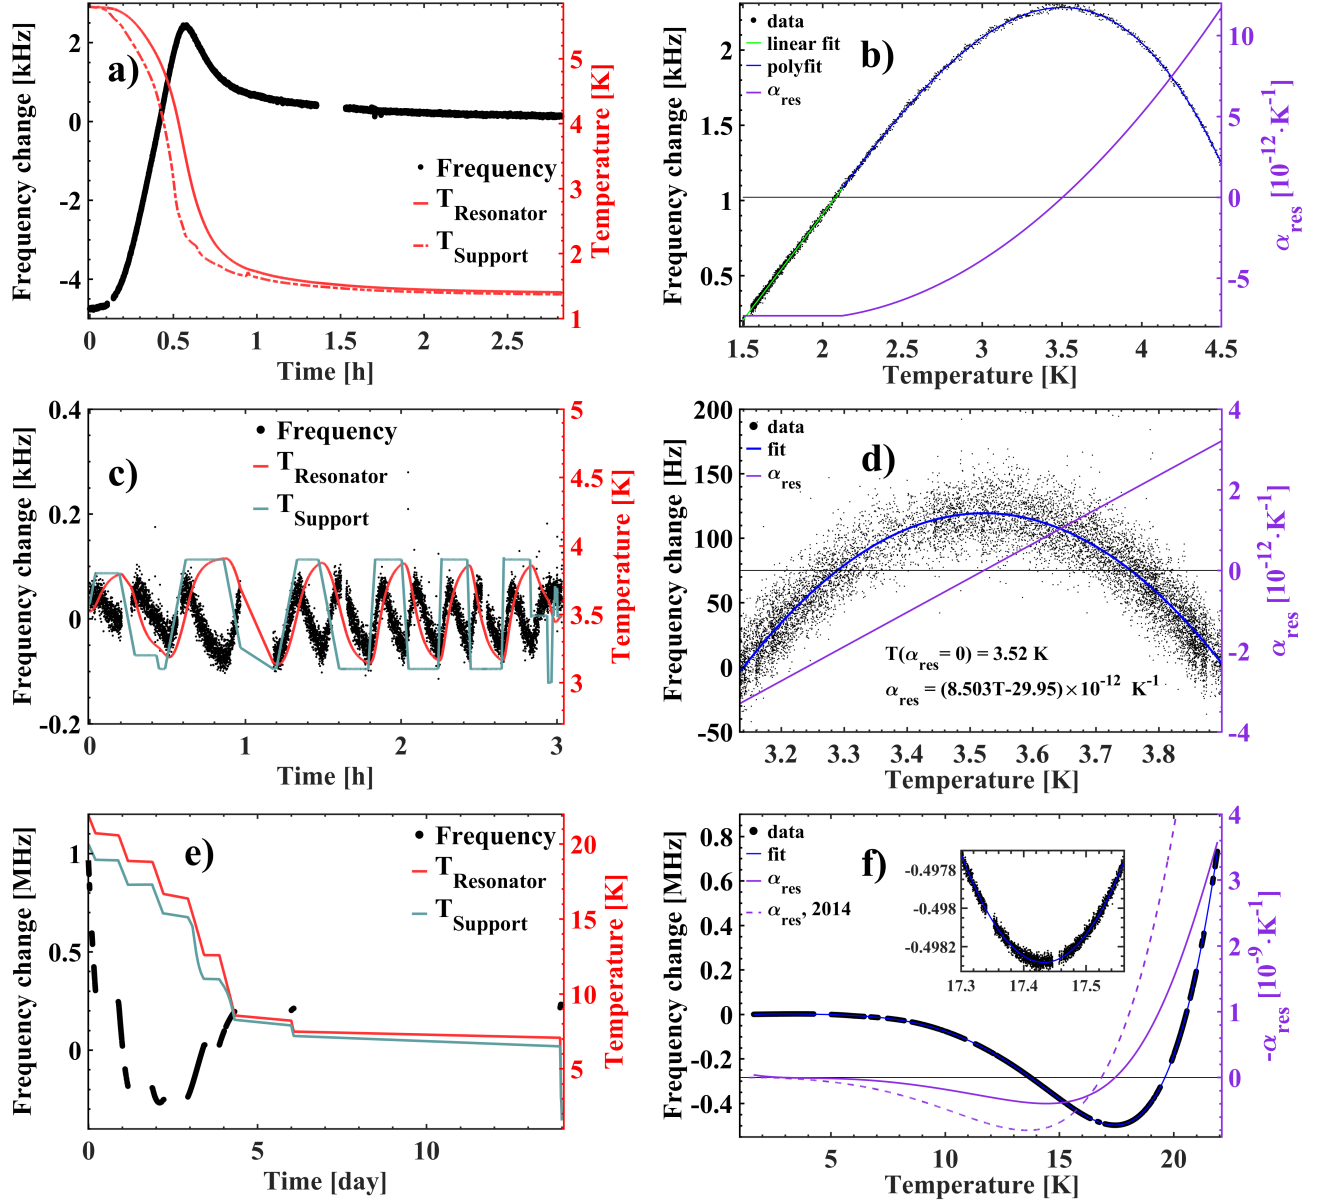 a)
Frequency change [kHz]
2
0
-2
-4
Frequency
T_Resonator
T_Support
5
4
3
2
1
Temperature [K]
0
0.5
1
1.5
2
2.5
Time [h]
b)
Frequency change [kHz]
2
1.5
1
0.5
data
linear fit
polyfit
α_res
10
5
0
-5
α_res [10^-12·K^-1]
1.5
2
2.5
3
3.5
4
4.5
Temperature [K]
c)
Frequency change [kHz]
0.4
0.2
0
-0.2
Frequency
T_Resonator
T_Support
5
4.5
4
3.5
3
Temperature [K]
0
1
2
3
Time [h]
d)
Frequency change [Hz]
200
150
100
50
0
-50
data
fit
α_res
T(α_res= 0) = 3.52 K
α_res = (8.503T-29.95)×10^-12 K^-1
4
2
0
-2
-4
α_res [10^-12·K^-1]
3.2
3.3
3.4
3.5
3.6
3.7
3.8
Temperature [K]
e)
Frequency change [MHz]
1
0.5
0
Frequency
T_Resonator
T_Support
20
15
10
5
Temperature [K]
0
5
10
Time [day]
f)
Frequency change [MHz]
0.8
0.6
0.4
0.2
0
-0.2
-0.4
data
fit
α_res
α_res, 2014
-0.4978
-0.498
-0.4982
17.3
17.4
17.5
4
3
2
1
0
-α_res [10^-9·K^-1]
5
10
15
20
Temperature [K]